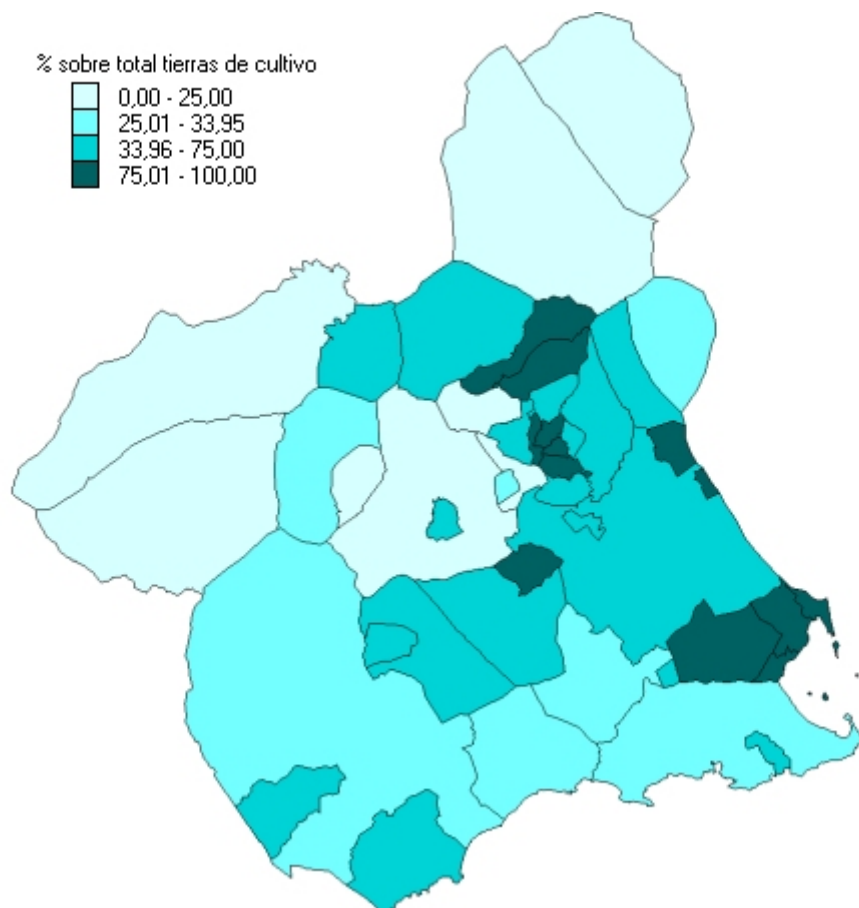 % sobre total tierras de cultivo
0,00 - 25,00
25,01 - 33,95
33,96 - 75,00
75,01 - 100,00